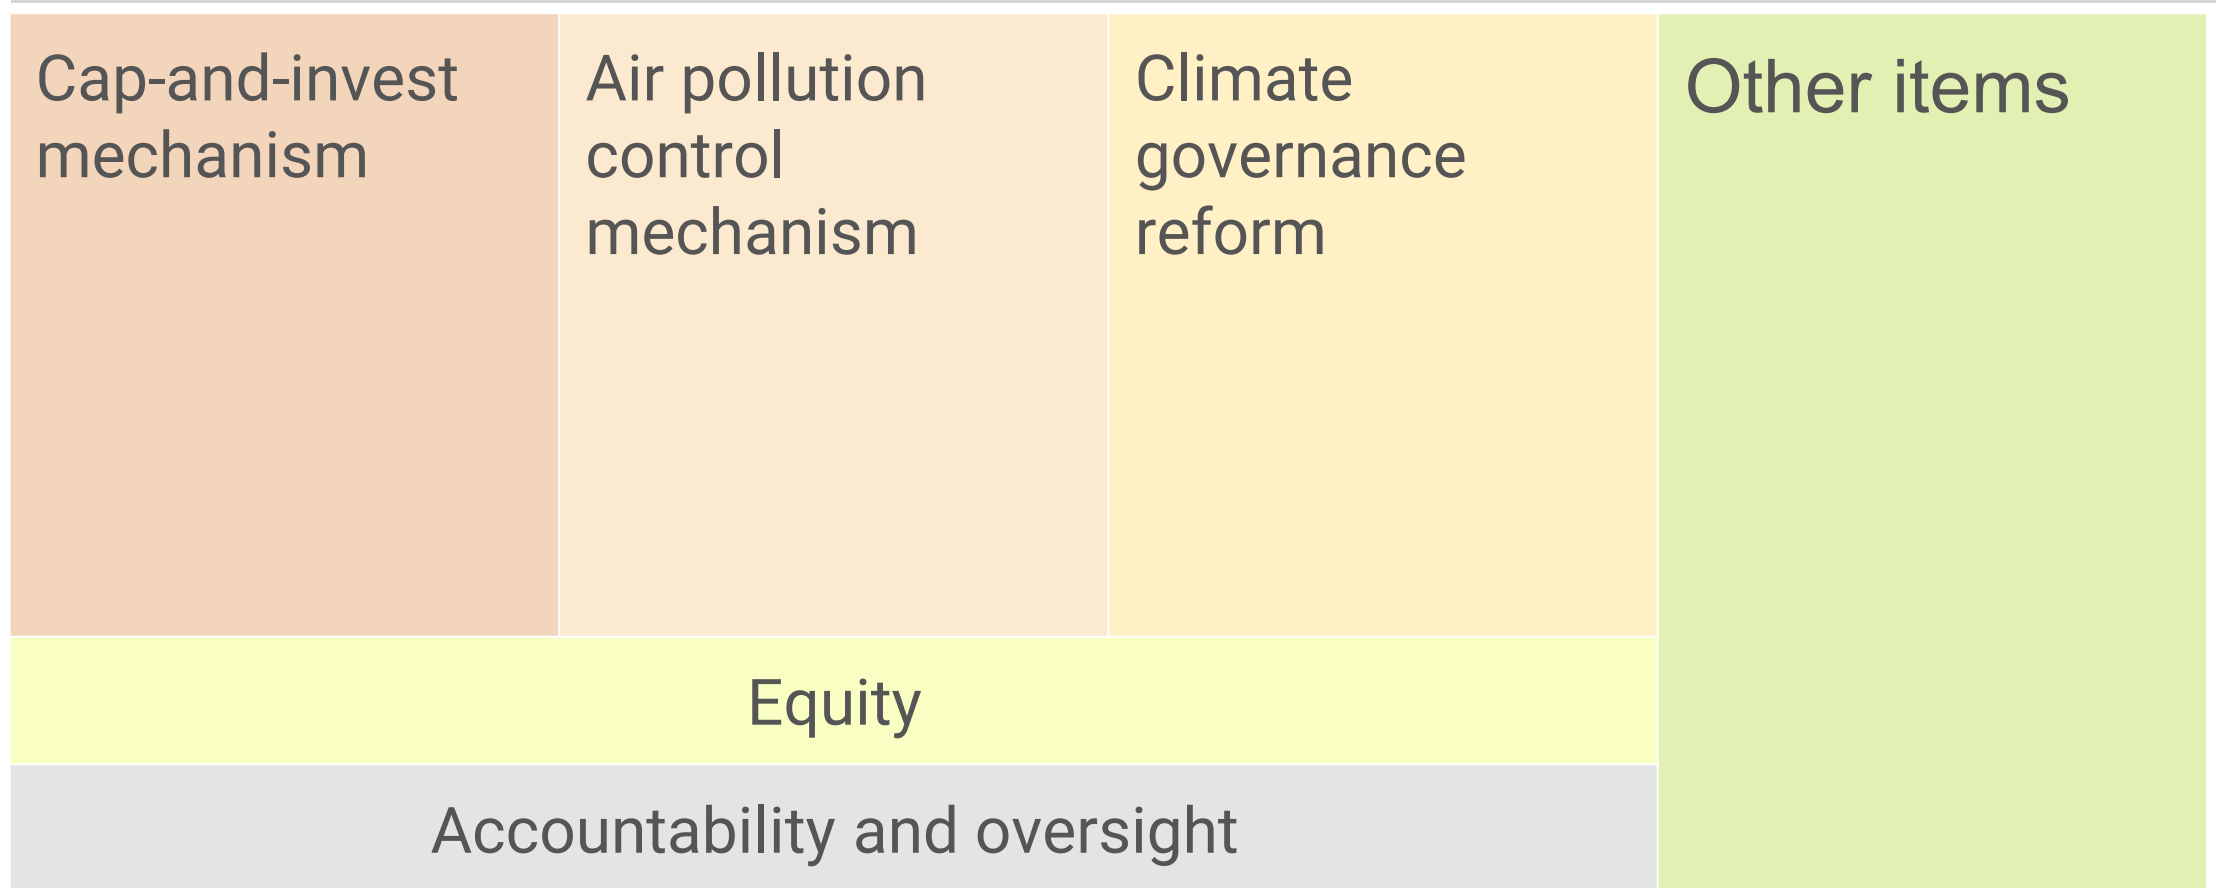 Cap-and-invest
mechanism
Air pollution
control
mechanism
Climate
governance
reform
Other items
Equity
Accountability and oversight